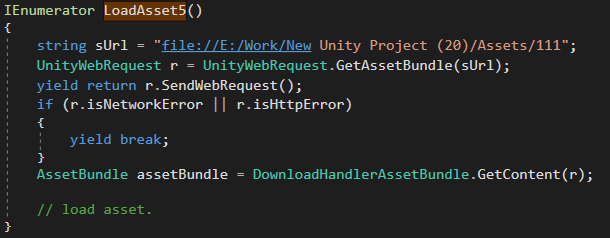 IEnumerator LoadAsset5()
{
string sUrl = "file://E:/Work/New Unity Project (20)/Assets/111";
UnityWebRequest r = UnityWebRequest.GetAssetBundle(sUrl);
yield return r.SendWebRequest();
if (r.isNetworkError || r.isHttpError)
{
yield break;
}
AssetBundle assetBundle = DownloadHandlerAssetBundle.GetContent(r);
// load asset.
}